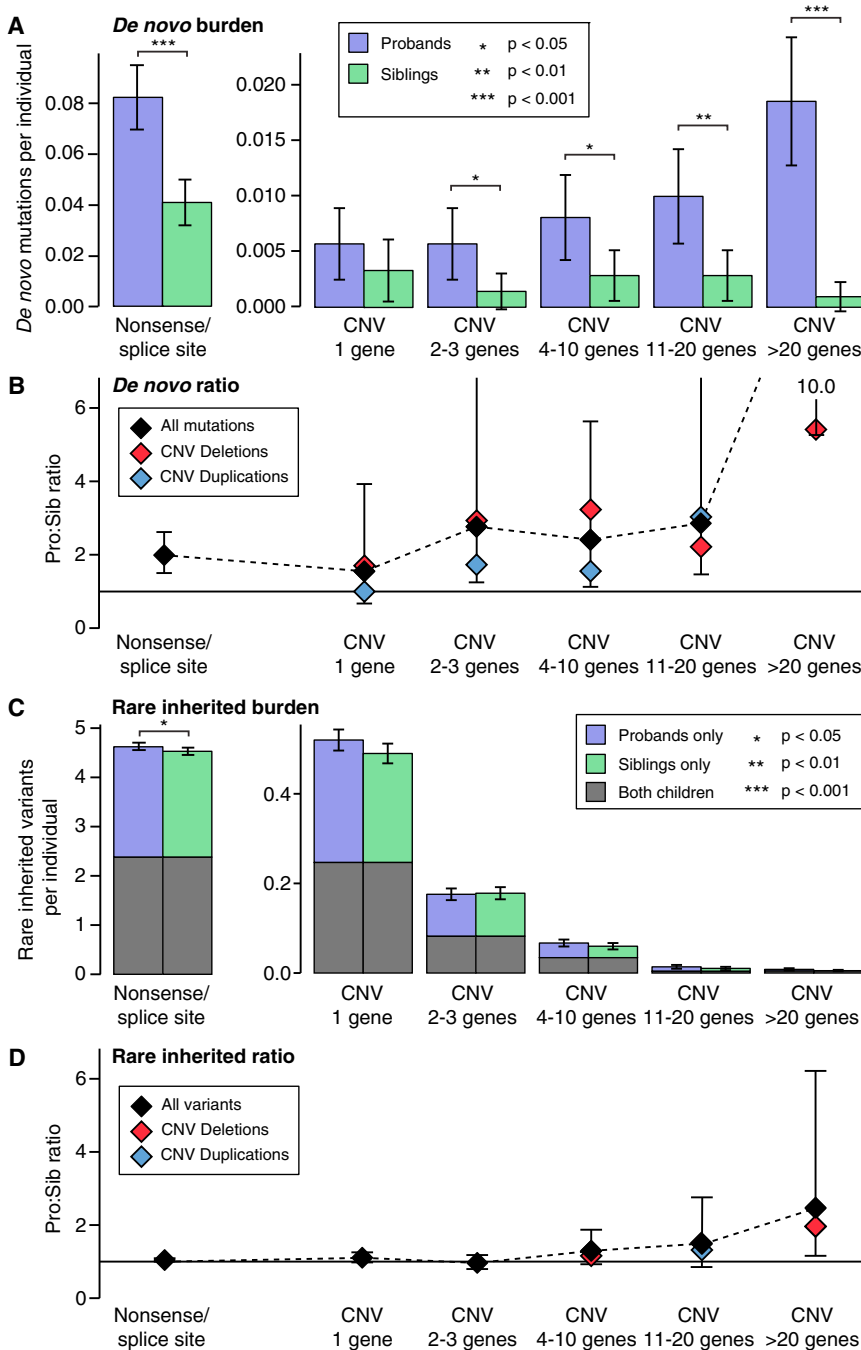 A
De novo burden
De novo mutations per individual
0.08
0.06
0.04
0.02
0.00
***
Nonsense/
splice site
0.020
0.015
0.010
0.005
0.000
Probands
Siblings
* p < 0.05
** p < 0.01
*** p < 0.001
*
*
**
***
CNV
1 gene
CNV
2-3 genes
CNV
4-10 genes
CNV
11-20 genes
CNV
>20 genes
B
De novo ratio
Pro:Sib ratio
6
4
2
0
All mutations
CNV Deletions
CNV Duplications
10.0
Nonsense/
splice site
CNV
1 gene
CNV
2-3 genes
CNV
4-10 genes
CNV
11-20 genes
CNV
>20 genes
C
Rare inherited burden
Rare inherited variants
per individual
5
4
3
2
1
0
*
Nonsense/
splice site
0.4
0.2
0.0
Probands only
Siblings only
Both children
* p < 0.05
** p < 0.01
*** p < 0.001
CNV
1 gene
CNV
2-3 genes
CNV
4-10 genes
CNV
11-20 genes
CNV
>20 genes
D
Rare inherited ratio
Pro:Sib ratio
6
4
2
0
All variants
CNV Deletions
CNV Duplications
Nonsense/
splice site
CNV
1 gene
CNV
2-3 genes
CNV
4-10 genes
CNV
11-20 genes
CNV
>20 genes